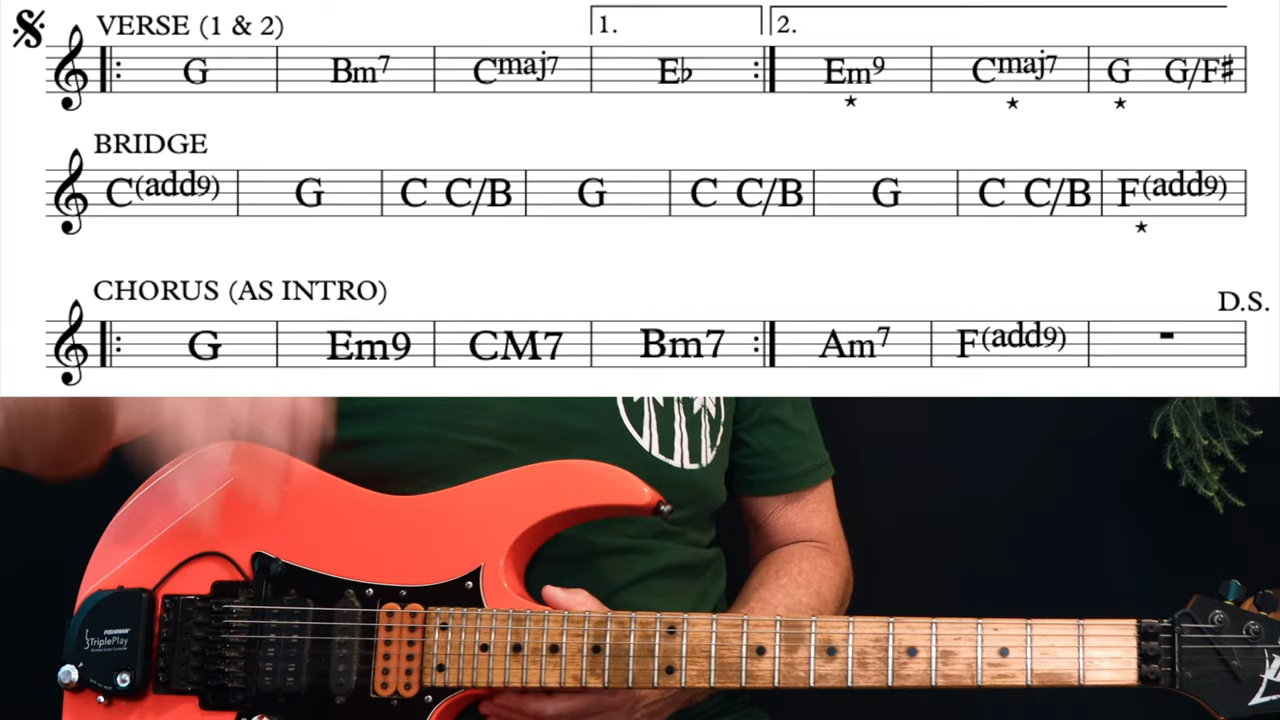 VERSE (1 & 2)
1. 2.
G Bm7 Cmaj7 E♭ Em9 Cmaj7 G G/F♯
★ ★ ★
BRIDGE
C(add9) G C C/B G C C/B G C C/B F(add9)
★
CHORUS (AS INTRO)
D.S.
G Em9 CM7 Bm7 Am7 F(add9)
FISHMAN
TriplePlay